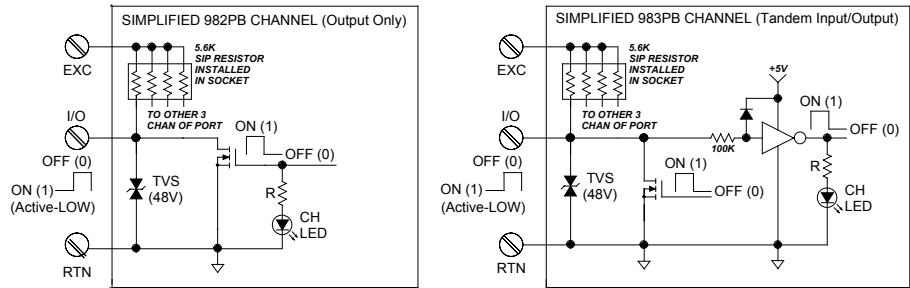 SIMPLIFIED 982PB CHANNEL (Output Only)
EXC
5.6K
SIP RESISTOR
INSTALLED
IN SOCKET
TO OTHER 3
CHAN OF PORT
I/O
ON (1)
OFF (0)
OFF (0)
ON (1)
(Active-LOW)
TVS
(48V)
R
CH
LED
RTN
SIMPLIFIED 983PB CHANNEL (Tandem Input/Output)
EXC
5.6K
SIP RESISTOR
INSTALLED
IN SOCKET
+5V
TO OTHER 3
CHAN OF PORT
ON (1)
I/O
OFF (0)
100K
OFF (0)
ON (1)
ON (1)
OFF (0)
(Active-LOW)
TVS
(48V)
R
CH
LED
RTN